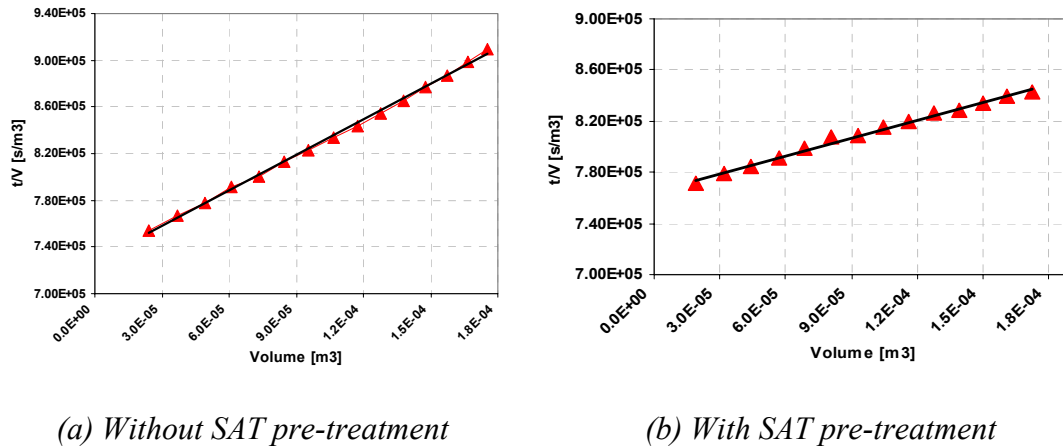 9.40E+05
9.00E+05
8.60E+05
8.20E+05
7.80E+05
7.40E+05
7.00E+05
t/V [s/m3]
0.0E+00
3.0E-05
6.0E-05
9.0E-05
1.2E-04
1.5E-04
1.8E-04
Volume [m3]
(a) Without SAT pre-treatment
9.00E+05
8.60E+05
8.20E+05
7.80E+05
7.40E+05
7.00E+05
t/V [s/m3]
0.0E+00
3.0E-05
6.0E-05
9.0E-05
1.2E-04
1.5E-04
1.8E-04
Volume [m3]
(b) With SAT pre-treatment